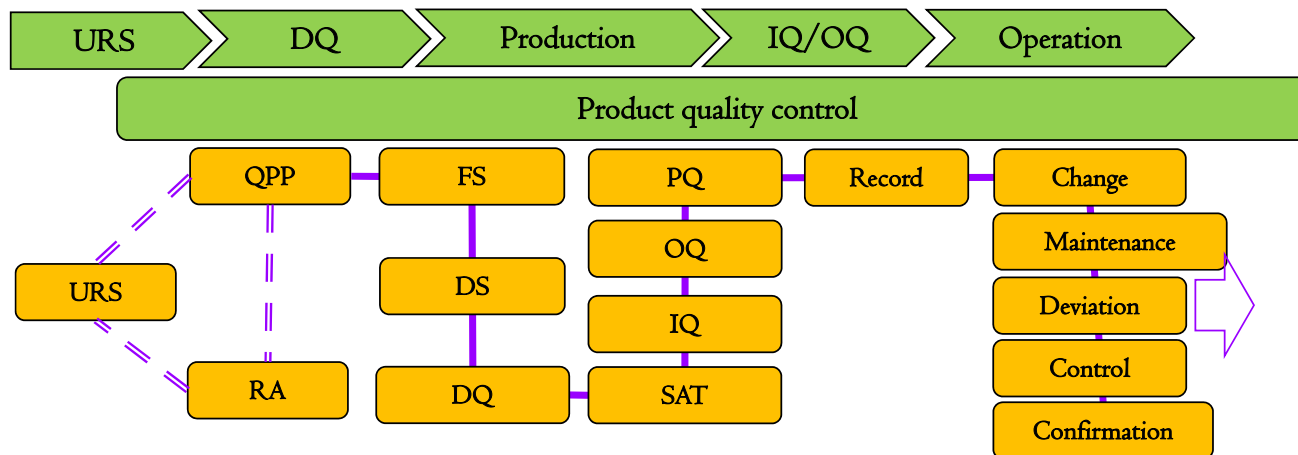 URS
DQ
Production
IQ/OQ
Operation
Product quality control
QPP
FS
PQ
Record
Change
OQ
Maintenance
URS
DS
IQ
Deviation
RA
DQ
SAT
Control
Confirmation